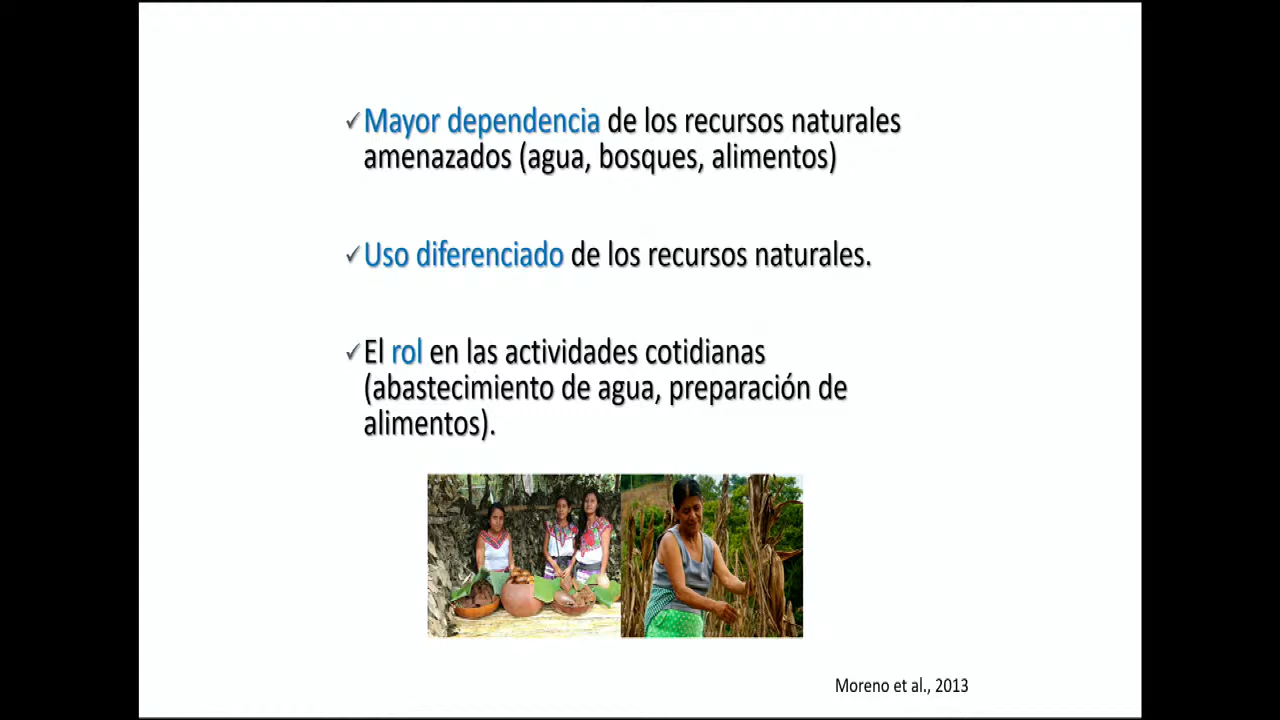 ✓Mayor dependencia de los recursos naturales
amenazados (agua, bosques, alimentos)
✓Uso diferenciado de los recursos naturales.
✓El rol en las actividades cotidianas
(abastecimiento de agua, preparación de
alimentos).
Moreno et al., 2013